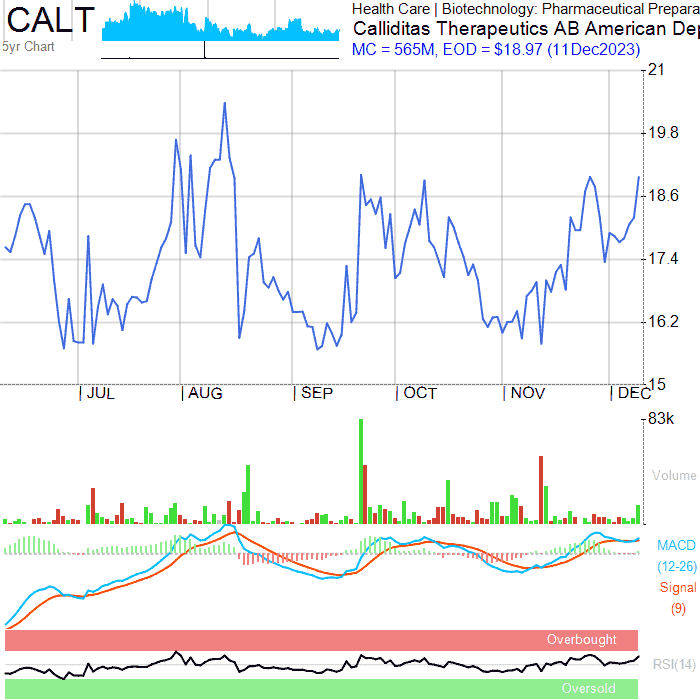 CALT
5yr Chart
Health Care | Biotechnology: Pharmaceutical Prepara
Calliditas Therapeutics AB American Dep
MC = 565M, EOD = $18.97 (11Dec2023)
21
19.8
18.6
17.4
16.2
15
JUL AUG SEP OCT NOV DEC
83k
Volume
MACD
(12-26)
Signal
(9)
Overbought
RSI(14)
Oversold